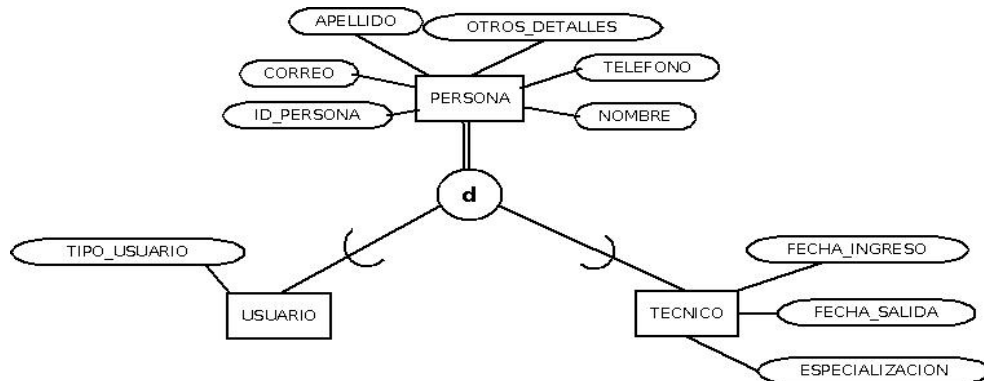 APELLIDO
OTROS_DETALLES
CORREO
TELEFONO
PERSONA
ID_PERSONA
NOMBRE
d
TIPO_USUARIO
FECHA_INGRESO
USUARIO
TECNICO
FECHA_SALIDA
ESPECIALIZACION